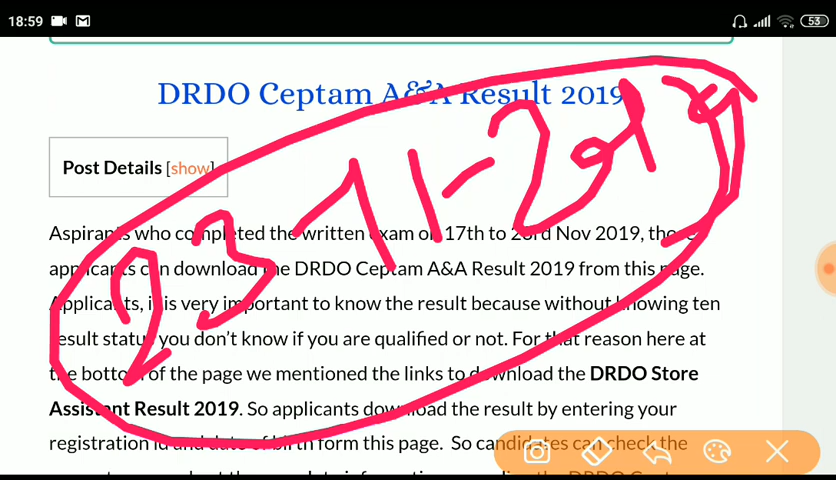 18:59
53
DRDO Ceptam A&A Result 2019
Post Details [show]
23-11-2019
Aspirants who completed the written exam on 17th to 23rd Nov 2019, those
applicants can download the DRDO Ceptam A&A Result 2019 from this page.
Applicants, it is very important to know the result because without knowing ten
result status you don't know if you are qualified or not. For that reason here at
the bottom of the page we mentioned the links to download the DRDO Store
Assistant Result 2019. So applicants download the result by entering your
registration id and date of birth form this page. So candidates can check the